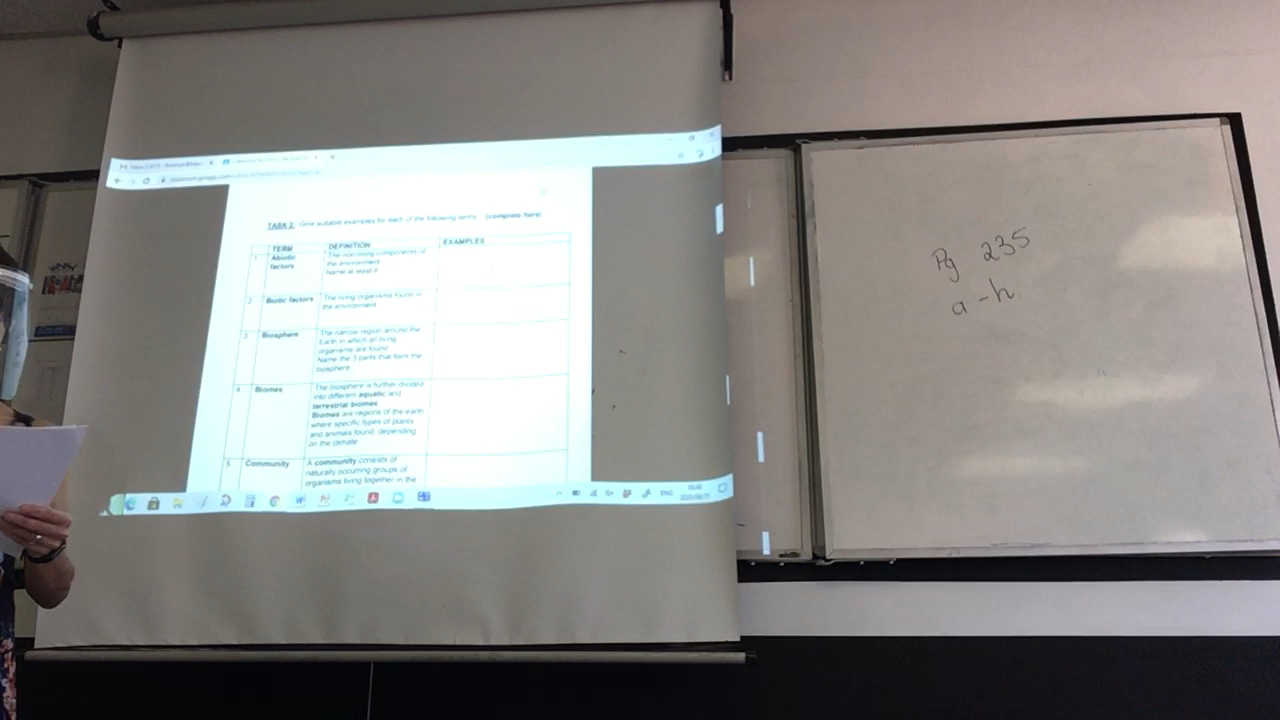 TASK 2: Give suitable examples for each of the following terms. (complete here)
TERM DEFINITION EXAMPLES
1 Abiotic factors
The non-living components of
the environment
Name at least 4
2 Biotic factors
The living organisms found in
the environment
3 Biosphere
The narrow region around the
Earth in which all living
organisms are found
Name the 3 parts that form the
biosphere
4 Biomes
The biosphere is further divided
into different aquatic and
terrestrial biomes
Biomes are regions of the earth
where specific types of plants
and animals found, depending
on the climate
5 Community
A community consists of
naturally occurring groups of
organisms living together in the
ENG
Pg 235
a - h